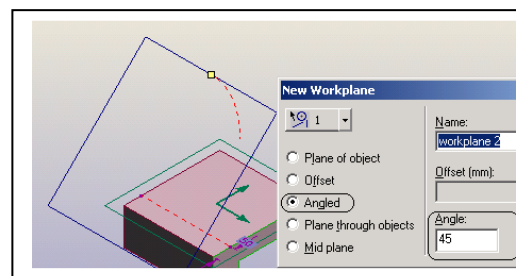 New Workplane
1
Name:
workplane 2
Plane of object
Offset
Offset (mm):
Angled
Plane through objects
Angle:
45
Mid plane